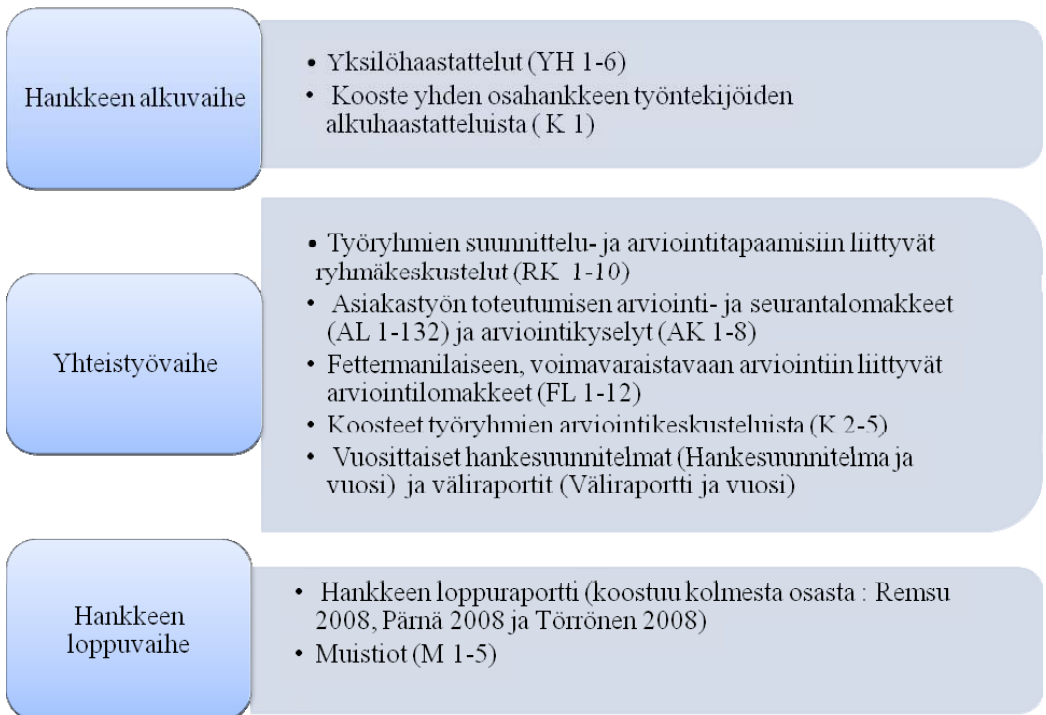 Hankkeen alkuvaihe
• Yksilöhaastattelut (YH 1-6)
• Kooste yhden osahankkeen työntekijöiden
alkuhaastatteluista ( K 1)
Yhteistyövaihe
• Työryhmien suunnittelu- ja arviointitapaamisiin liittyvät
ryhmäkeskustelut (RK 1-10)
• Asiakastyön toteutumisen arviointi- ja seurantalomakkeet
(AL 1-132) ja arviointikyselyt (AK 1-8)
• Fettermanilaiseen, voimavaraistavaan arviointiin liittyvät
arviointilomakkeet (FL 1-12)
• Koosteet työryhmien arviointikeskusteluista (K 2-5)
• Vuosittaiset hankesuunnitelmat (Hankesuunnitelma ja
vuosi) ja väliraportit (Väliraportti ja vuosi)
Hankkeen
loppuvaihe
• Hankkeen loppuraportti (koostuu kolmesta osasta : Remsu
2008, Pärnä 2008 ja Törrönen 2008)
• Muistiot (M 1-5)